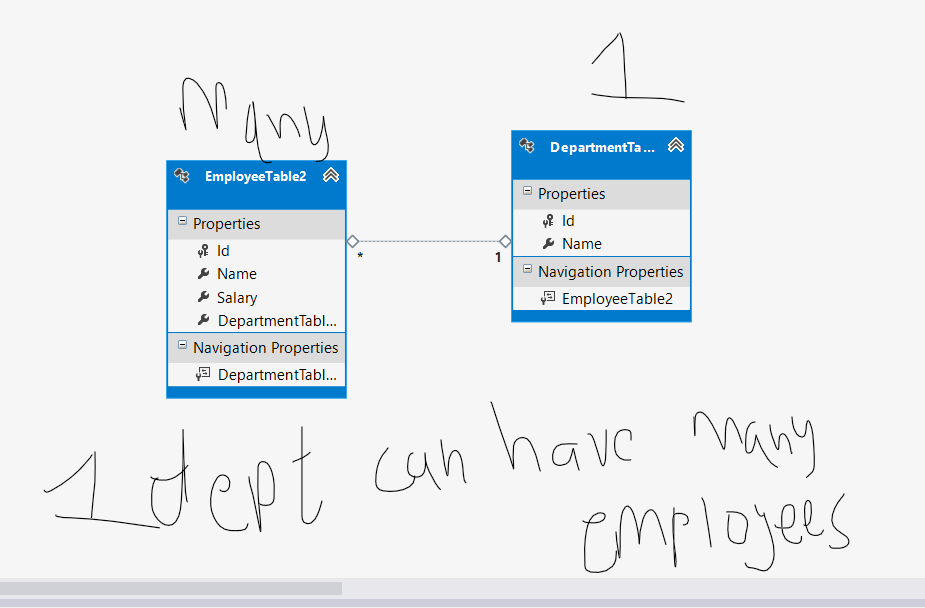 1
Many
DepartmentTa...
EmployeeTable2
Properties
Id
Name
Navigation Properties
EmployeeTable2
Properties
Id
Name
Salary
DepartmentTabl...
Navigation Properties
DepartmentTabl...
*
1
1 dept can have many
employees